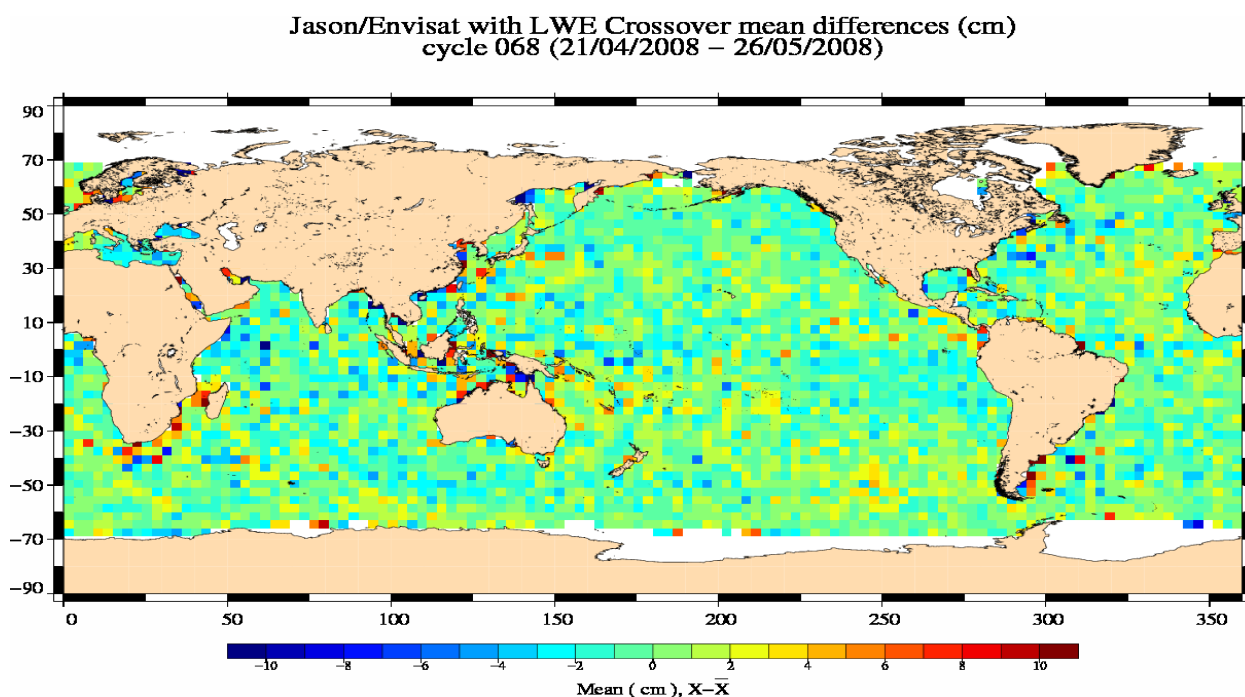 Jason/Envisat with LWE Crossover mean differences (cm)
cycle 068 (21/04/2008 – 26/05/2008)
90
70
50
30
10
−10
−30
−50
−70
−90
0 50 100 150 200 250 300 350
−10 −8 −6 −4 −2 0 2 4 6 8 10
Mean ( cm ), X−X̅